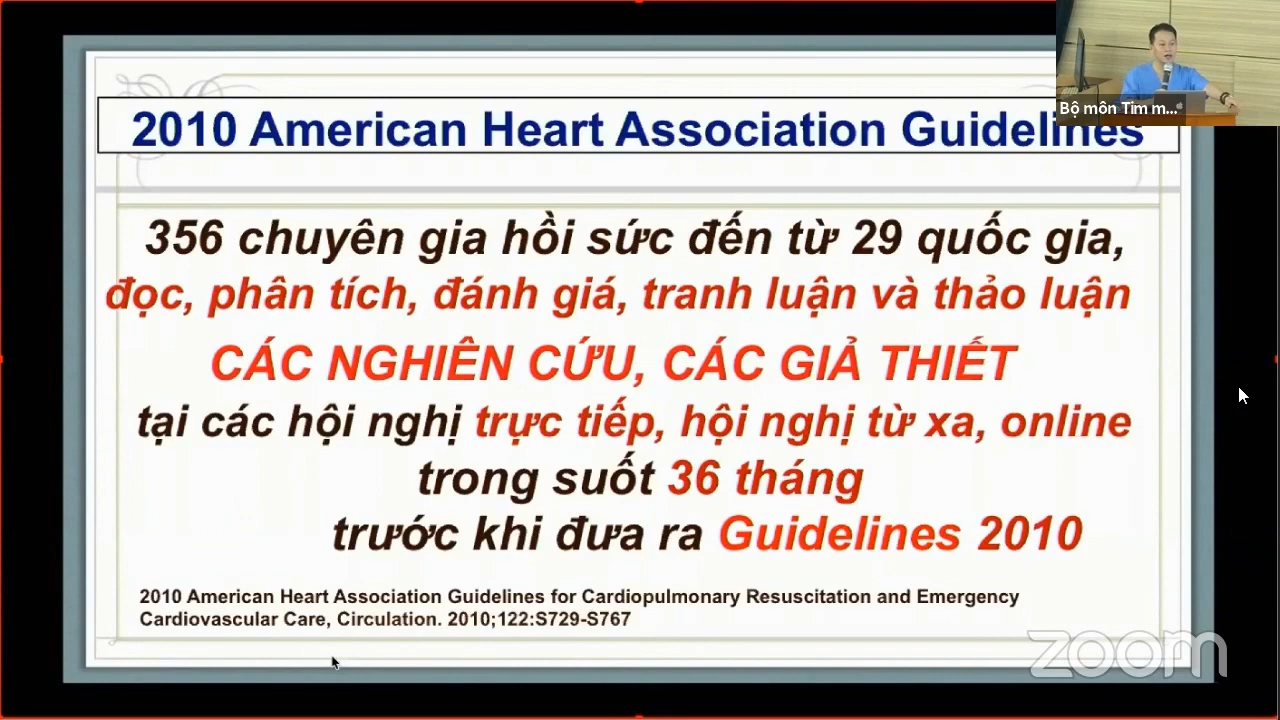 Bộ môn Tim m...
2010 American Heart Association Guidelines
356 chuyên gia hồi sức đến từ 29 quốc gia,
đọc, phân tích, đánh giá, tranh luận và thảo luận
CÁC NGHIÊN CỨU, CÁC GIẢ THIẾT
tại các hội nghị trực tiếp, hội nghị từ xa, online
trong suốt 36 tháng
trước khi đưa ra Guidelines 2010
2010 American Heart Association Guidelines for Cardiopulmonary Resuscitation and Emergency
Cardiovascular Care, Circulation. 2010;122:S729-S767
zoom